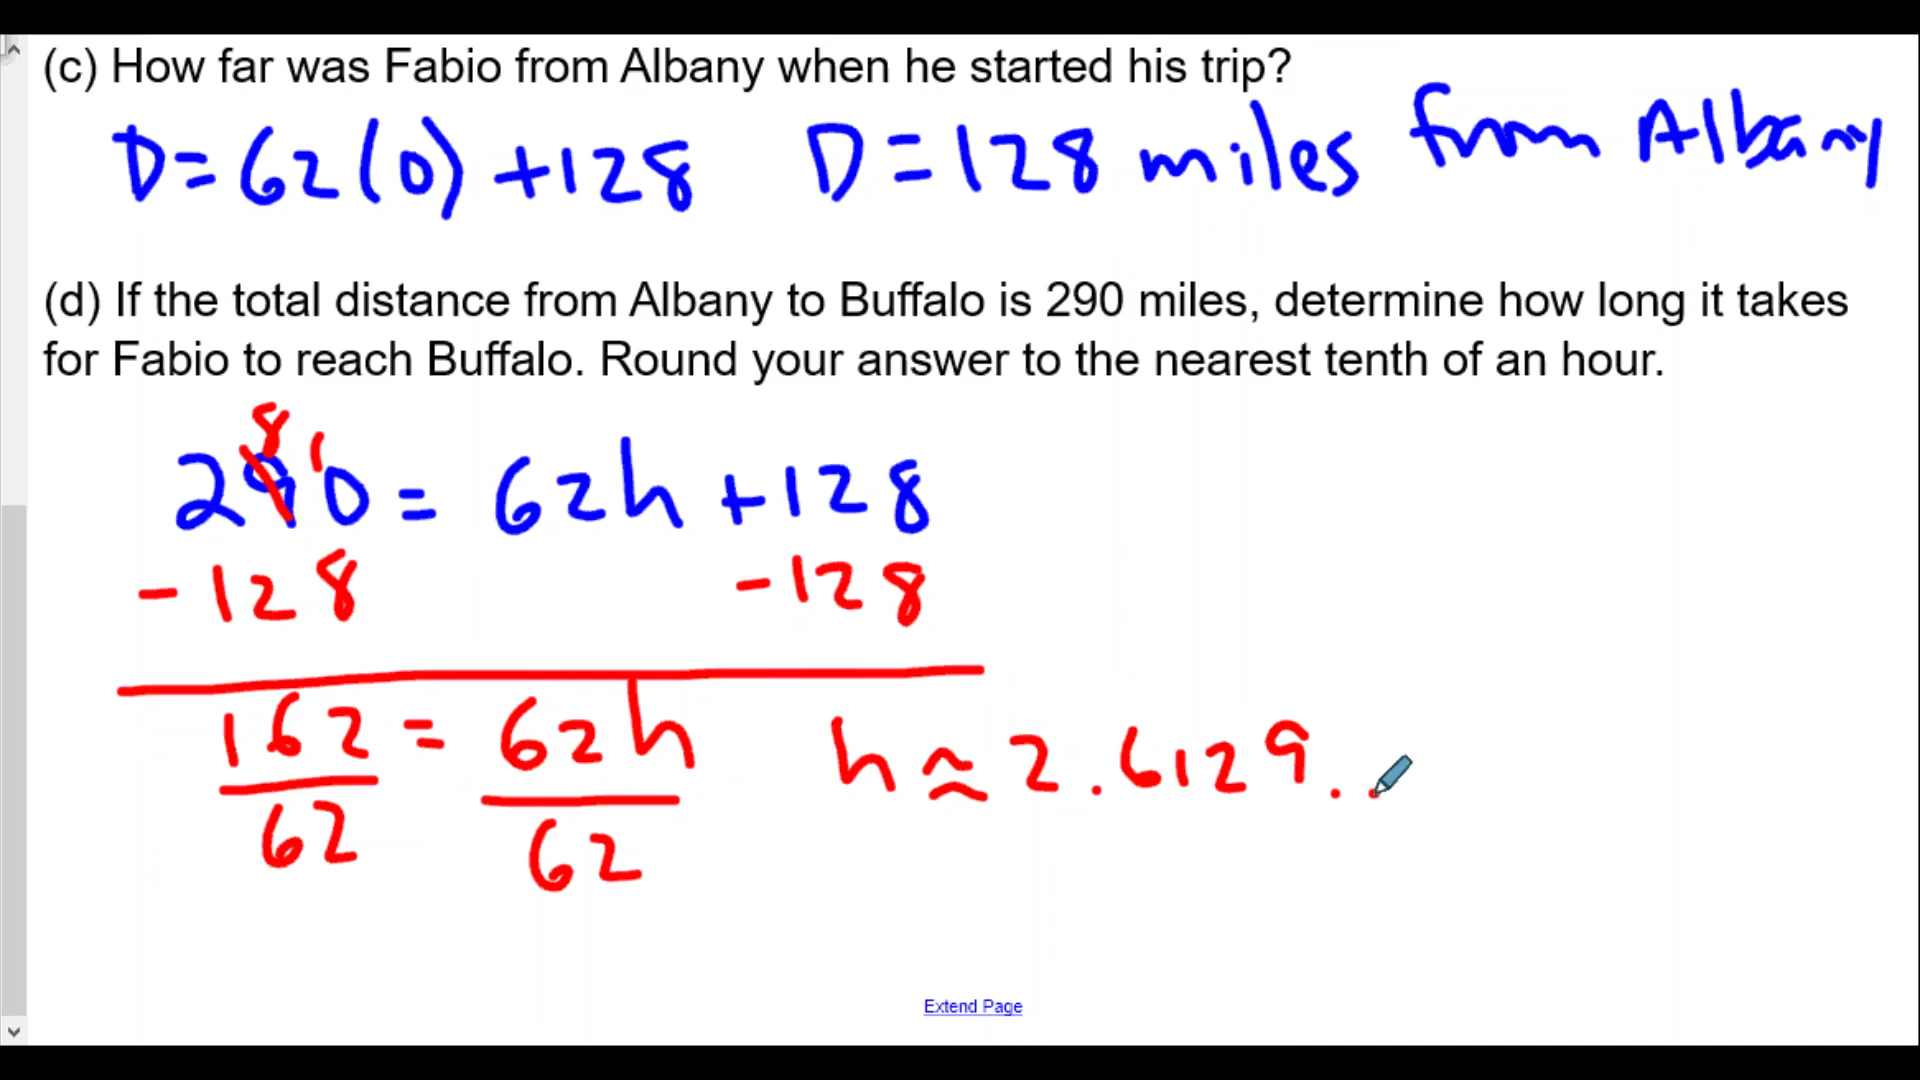 (c) How far was Fabio from Albany when he started his trip?
D = 62(0) + 128   D = 128 miles from Albany
(d) If the total distance from Albany to Buffalo is 290 miles, determine how long it takes
for Fabio to reach Buffalo. Round your answer to the nearest tenth of an hour.
8 1
290 = 62h + 128
- 128   - 128
162 = 62h   h ≈ 2.6129..
62   62
Extend Page